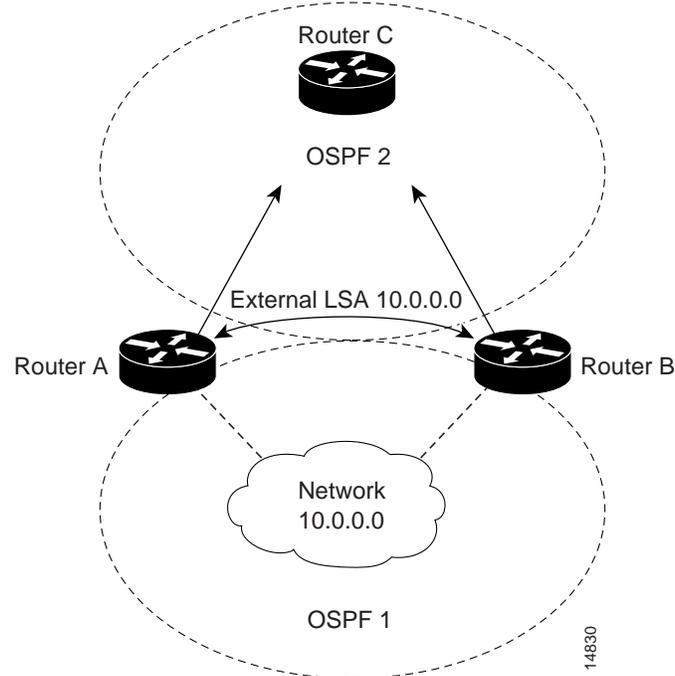 Router C
OSPF 2
External LSA 10.0.0.0
Router A
Router B
Network
10.0.0.0
OSPF 1
14830